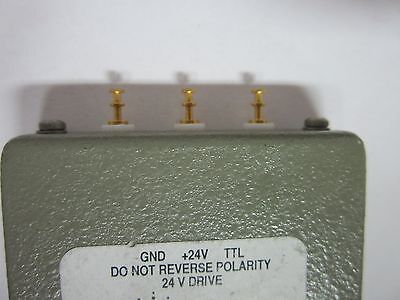 GND +24V TTL
DO NOT REVERSE POLARITY
24 V DRIVE